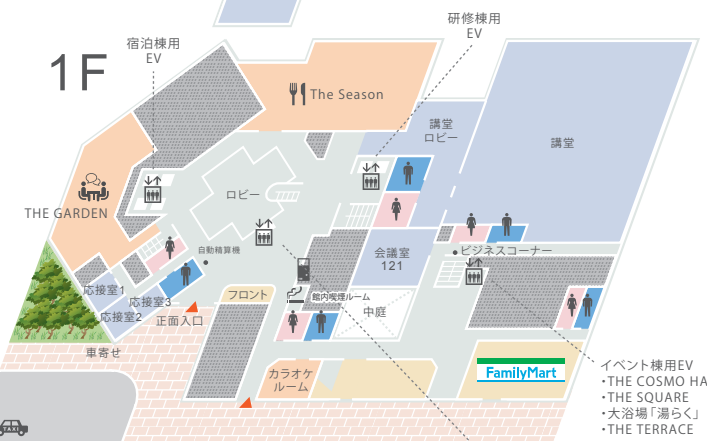 1F
宿泊棟用
EV
研修棟用
EV
The Season
講堂
ロビー
講堂
ロビー
THE GARDEN
自動精算機
会議室
121
ビジネスコーナー
応接室1
応接室3
応接室2
正面入口
フロント
館内喫煙ルーム
中庭
車寄せ
カラオケ
ルーム
FamilyMart
イベント棟用EV
・THE COSMO HA
・THE SQUARE
・大浴場「湯らく」
・THE TERRACE
TAXI